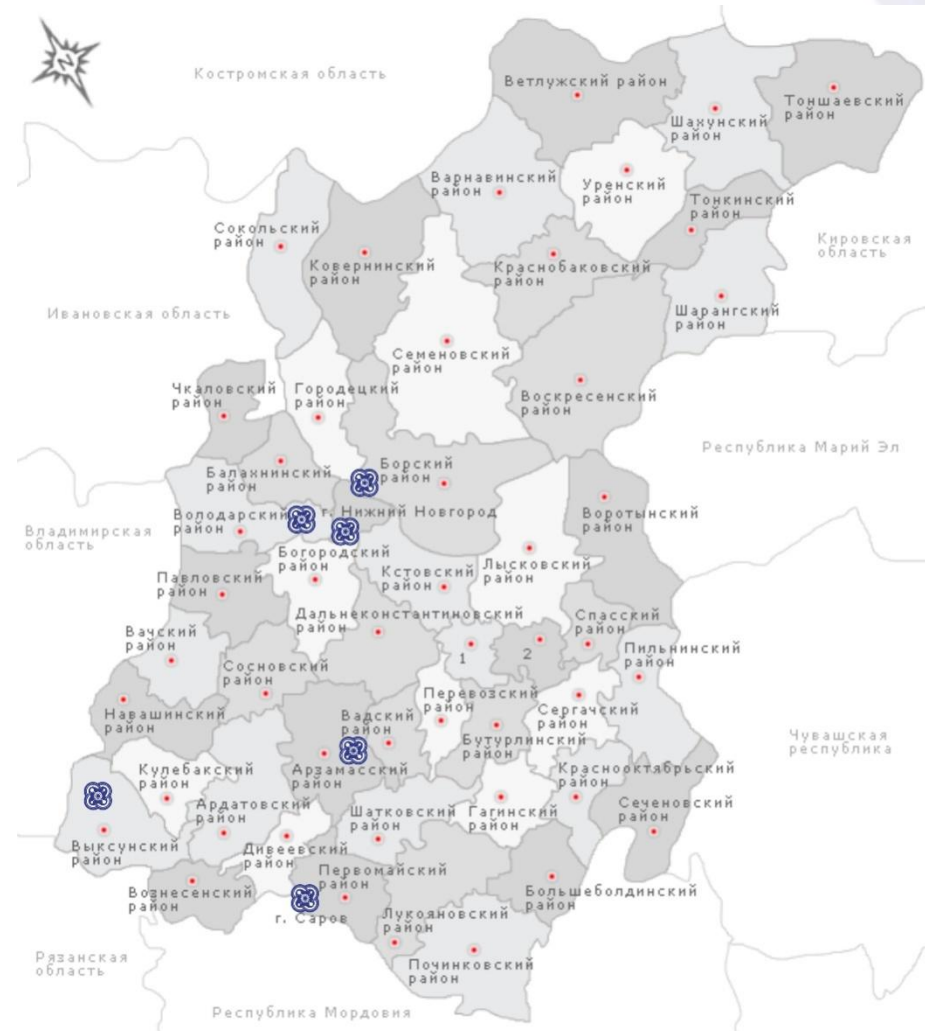 Костромская область
Ветлужский район
Тоншаевский
район
Шахунский
район
Варнавинский
район
Уренский
район
Тонкинский
район
Сокольский
район
Кировская
область
Ковернинский
район
Краснобаковский
район
Шарангский
район
Ивановская область
Семеновский
район
Чкаловский
район
Городецкий
район
Воскресенский
район
Республика Марий Эл
Балахнинский
район
Борский
район
Володарский
район
г. Нижний Новгород
Воротынский
район
Владимирская
область
Богородский
район
Кстовский
район
Лысковский
район
Павловский
район
Дальнеконстантиновский
район
Спасский
район
Вачский
район
1
2
Пильнинский
район
Сосновский
район
Перевозский
район
Сергачский
район
Навашинский
район
Вадский
район
Бутурлинский
район
Чувашская
республика
Кулебакский
район
Арзамасский
район
Краснооктябрьский
район
Ардатовский
район
Шатковский
район
Гагинский
район
Сеченовский
район
Выксунский
район
Дивеевский
район
Первомайский
район
Вознесенский
район
Большеболдинский
район
г. Саров
Лукояновский
район
Починковский
район
Рязанская
область
Республика Мордовия
N